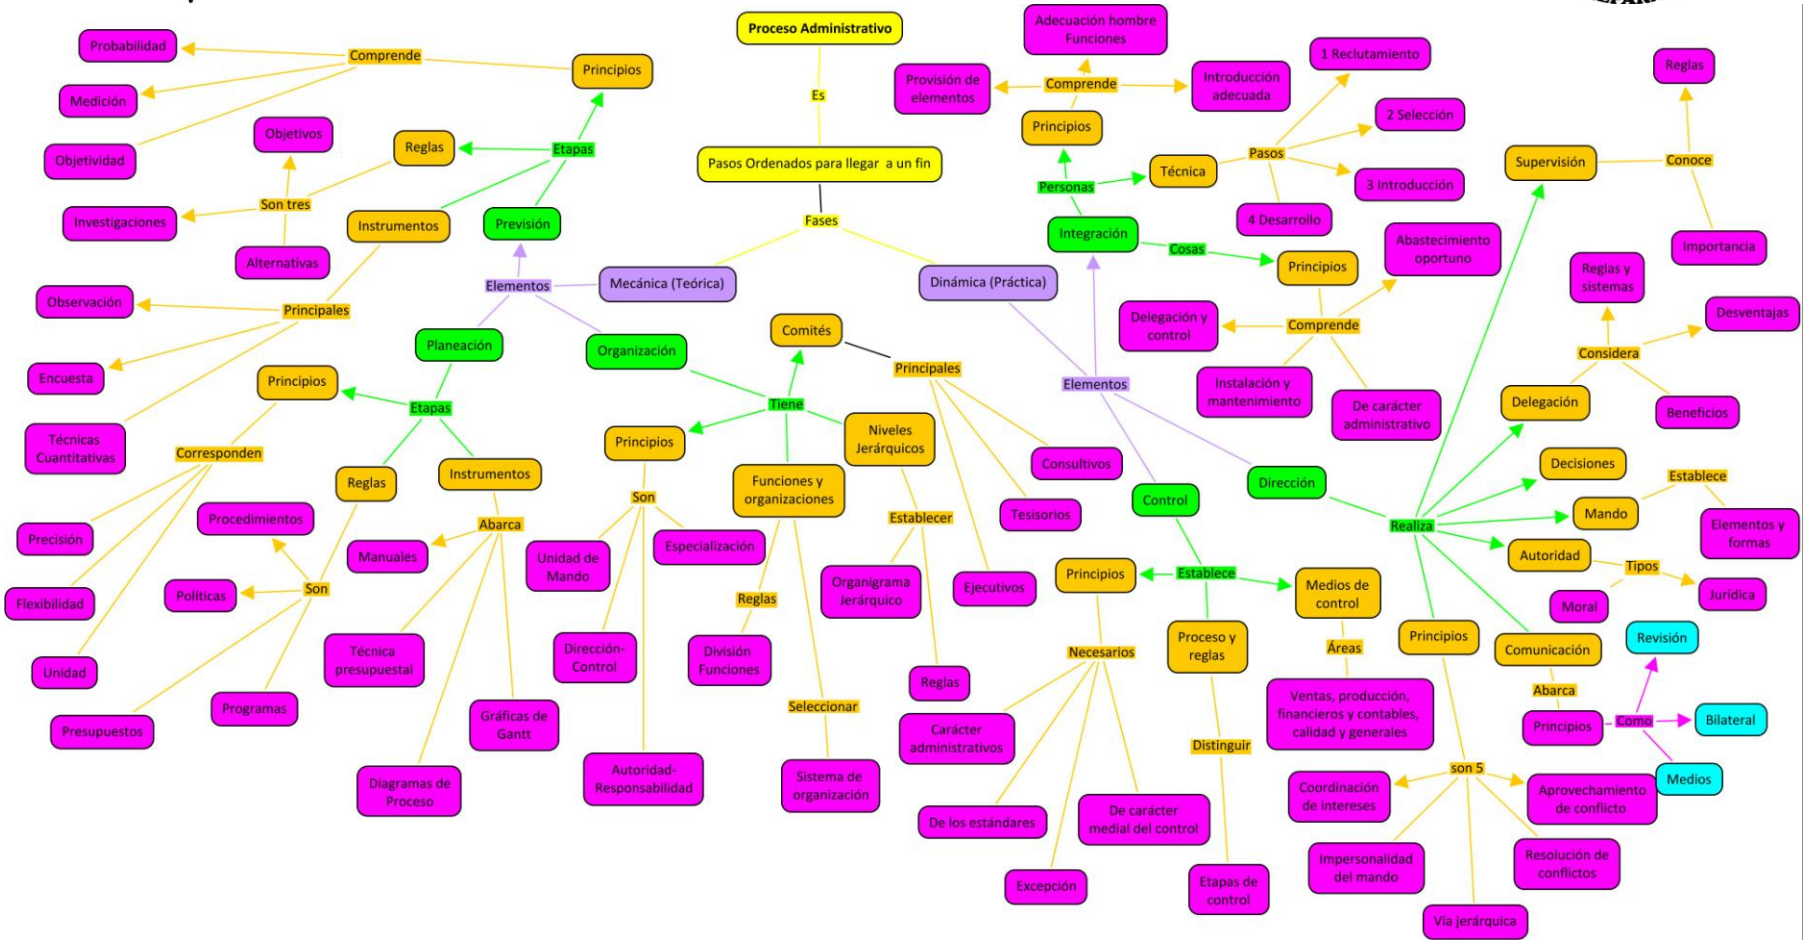 Proceso Administrativo
Es
Pasos Ordenados para llegar a un fin
Fases
Mecánica (Teórica)
Dinámica (Práctica)
Elementos
Previsión
Etapas
Principios
Comprende
Probabilidad
Medición
Objetividad
Reglas
Son tres
Objetivos
Investigaciones
Alternativas
Instrumentos
Principales
Observación
Encuesta
Técnicas
Cuantitativas
Planeación
Etapas
Principios
Corresponden
Precisión
Flexibilidad
Unidad
Reglas
Son
Procedimientos
Políticas
Presupuestos
Programas
Instrumentos
Abarca
Manuales
Técnica
presupuestal
Diagramas de
Proceso
Gráficas de
Gantt
Organización
Tiene
Comités
Principales
Consultivos
Tesisorios
Ejecutivos
Principios
Son
Unidad de
Mando
Dirección-
Control
Autoridad-
Responsabilidad
Especialización
Funciones y
organizaciones
Reglas
División
Funciones
Seleccionar
Sistema de
organización
Niveles
Jerárquicos
Establecer
Organigrama
Jerárquico
Reglas
Elementos
Integración
Personas
Principios
Comprende
Provisión de
elementos
Adecuación hombre
Funciones
Introducción
adecuada
Técnica
Pasos
1 Reclutamiento
2 Selección
3 Introducción
4 Desarrollo
Cosas
Principios
Comprende
Abastecimiento
oportuno
Delegación y
control
Instalación y
mantenimiento
De carácter
administrativo
Control
Establece
Principios
Necesarios
Carácter
administrativos
De los estándares
Excepción
De carácter
medial del control
Proceso y
reglas
Distinguir
Etapas de
control
Medios de
control
Áreas
Ventas, producción,
financieros y contables,
calidad y generales
Dirección
Realiza
Supervisión
Conoce
Reglas
Importancia
Delegación
Considera
Reglas y
sistemas
Desventajas
Beneficios
Decisiones
Mando
Establece
Elementos y
formas
Autoridad
Tipos
Moral
Jurídica
Comunicación
Abarca
Principios
Como
Revisión
Bilateral
Medios
Principios
son 5
Coordinación
de intereses
Impersonalidad
del mando
Vía jerárquica
Resolución de
conflictos
Aprovechamiento
de conflicto